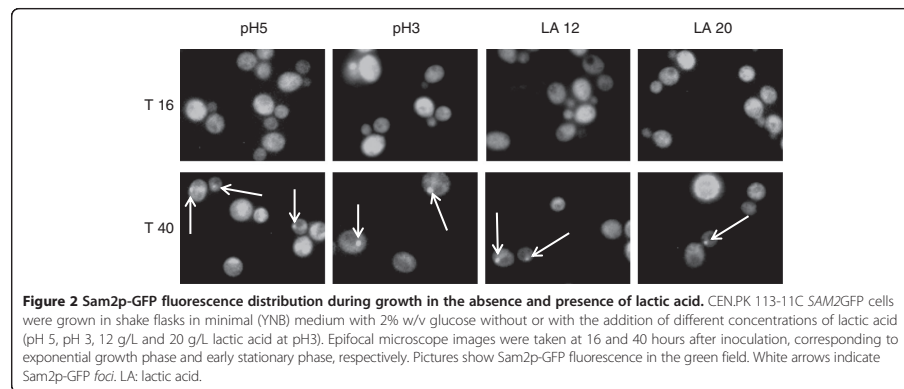 pH5 pH3 LA 12 LA 20
T 16
T 40
Figure 2 Sam2p-GFP fluorescence distribution during growth in the absence and presence of lactic acid. CEN.PK 113-11C SAM2GFP cells
were grown in shake flasks in minimal (YNB) medium with 2% w/v glucose without or with the addition of different concentrations of lactic acid
(pH 5, pH 3, 12 g/L and 20 g/L lactic acid at pH3). Epifocal microscope images were taken at 16 and 40 hours after inoculation, corresponding to
exponential growth phase and early stationary phase, respectively. Pictures show Sam2p-GFP fluorescence in the green field. White arrows indicate
Sam2p-GFP foci. LA: lactic acid.